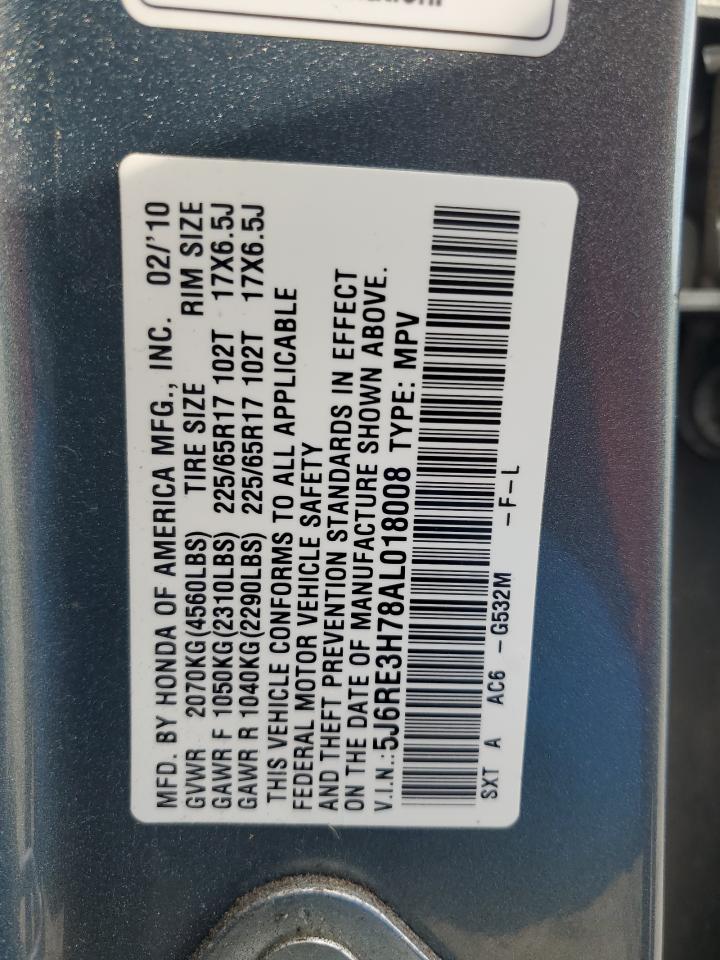 MFD. BY HONDA OF AMERICA MFG., INC. 02/'10
GVWR 2070KG(4560LBS) TIRE SIZE RIM SIZE
GAWR F 1050KG(2310LBS) 225/65R17 102T 17X6.5J
GAWR R 1040KG(2290LBS) 225/65R17 102T 17X6.5J
THIS VEHICLE CONFORMS TO ALL APPLICABLE
FEDERAL MOTOR VEHICLE SAFETY
AND THEFT PREVENTION STANDARDS IN EFFECT
ON THE DATE OF MANUFACTURE SHOWN ABOVE.
V.I.N.:5J6RE3H78AL018008 TYPE: MPV
SXT A AC6 -G532M -F-L